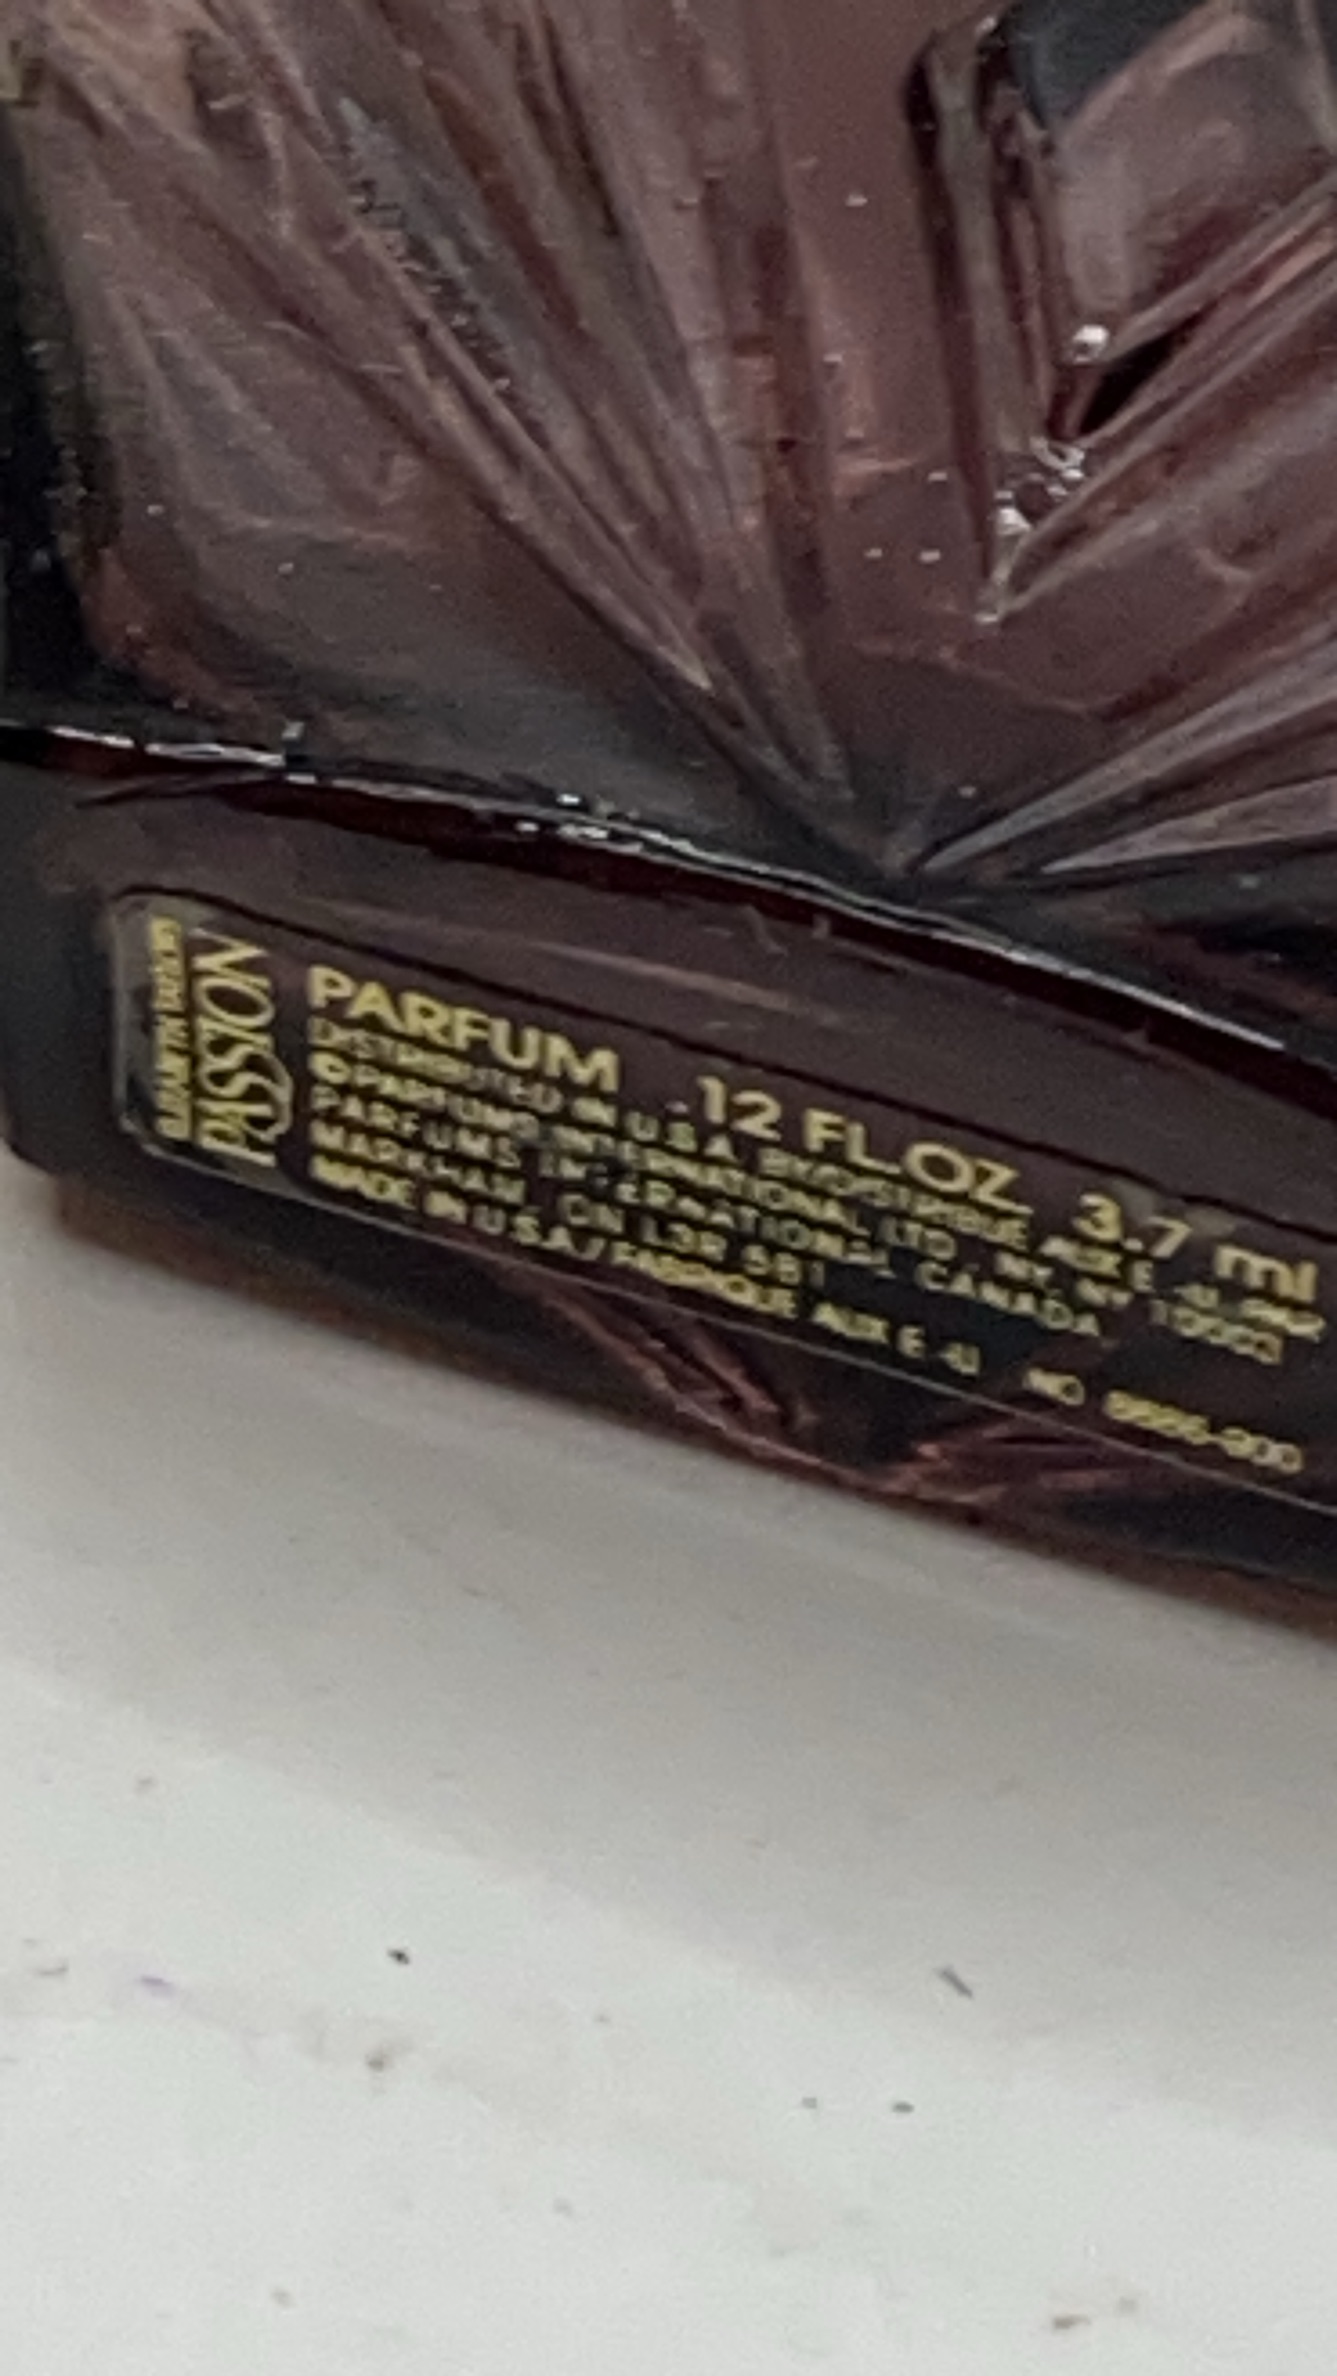 ELIZABETH TAYLOR'S
PASSION
PARFUM .12 FL.OZ. 3.7 ml
DISTRIBUTED IN U.S.A. BY/DISTRIBUE AUX E.-U. PAR
©PARFUMS INTERNATIONAL LTD., NY, NY
PARFUMS INTERNATIONAL CANADA
MARKHAM, ON L3R 5B1
MADE IN U.S.A./FABRIQUE AUX E.-U. NO.